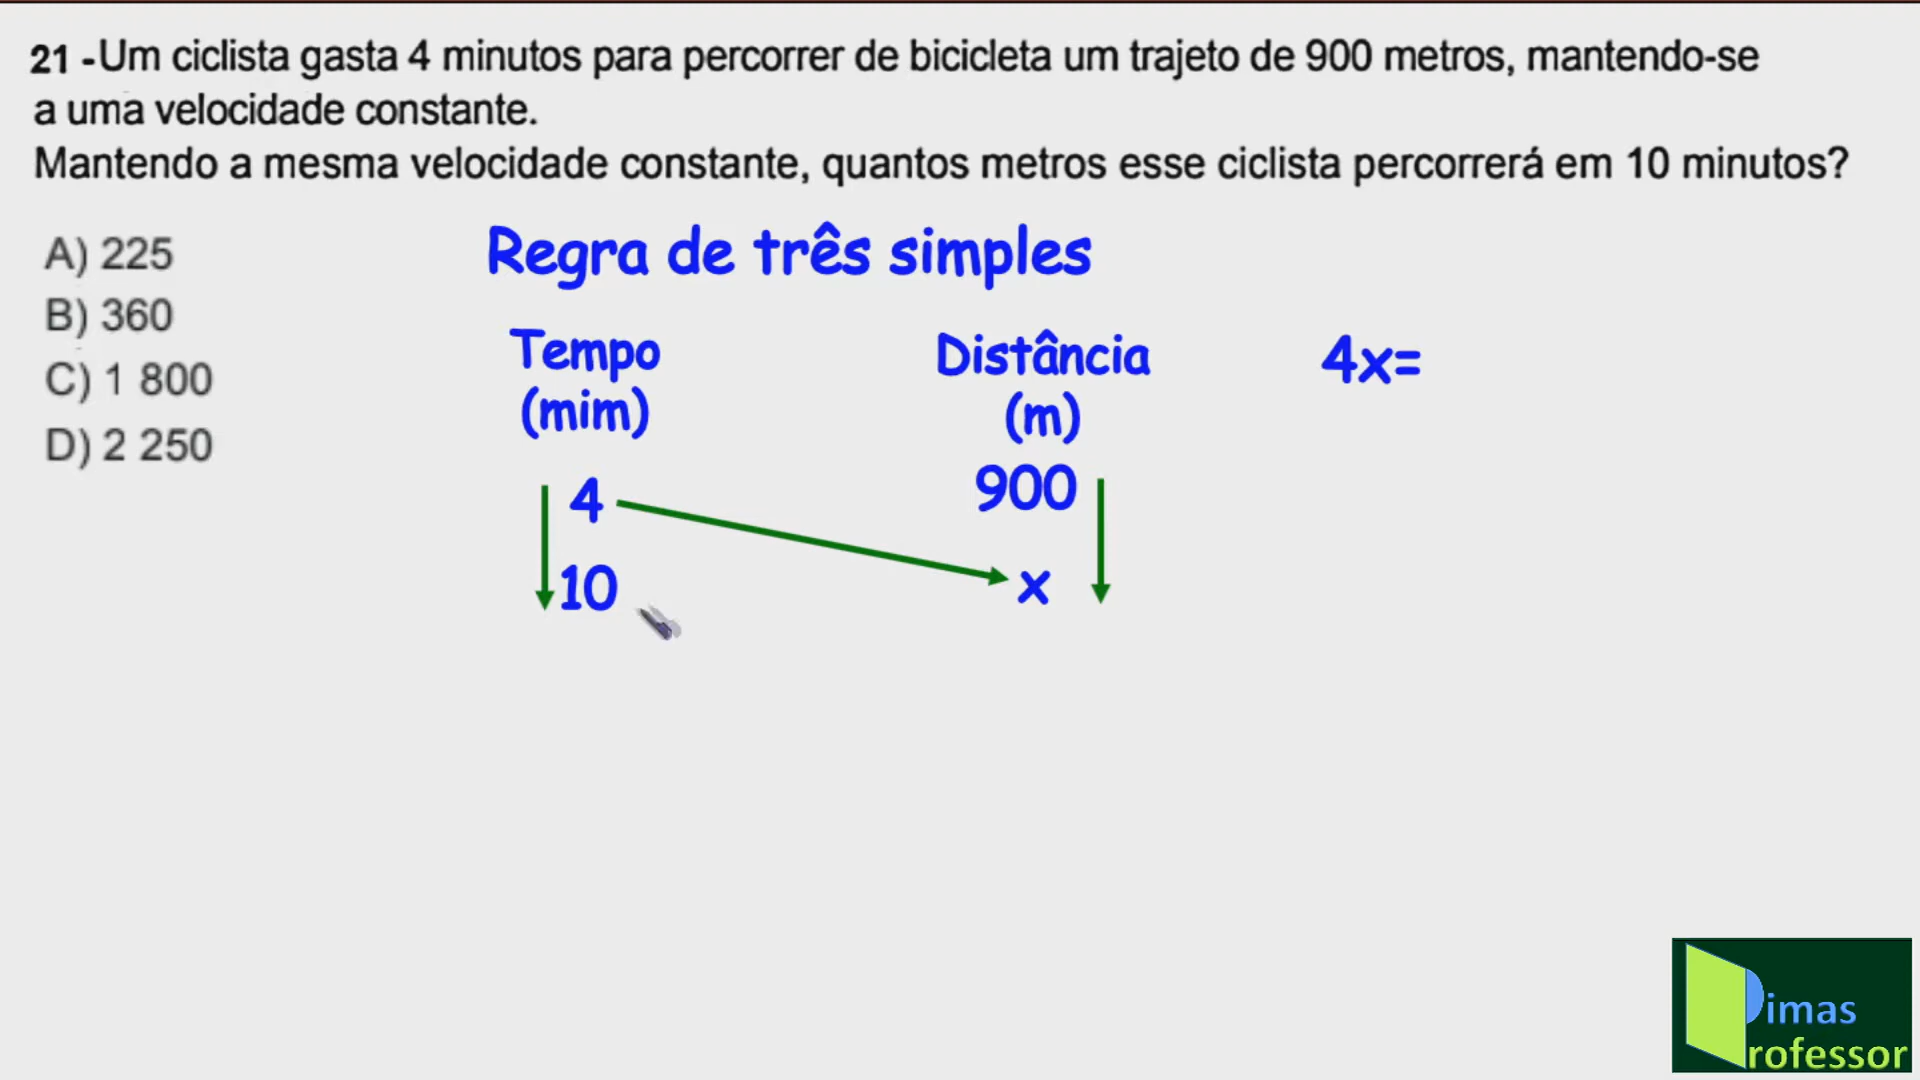 21 -Um ciclista gasta 4 minutos para percorrer de bicicleta um trajeto de 900 metros, mantendo-se
a uma velocidade constante.
Mantendo a mesma velocidade constante, quantos metros esse ciclista percorrerá em 10 minutos?
A) 225
B) 360
C) 1 800
D) 2 250
Regra de três simples
Tempo
(mim)
4
10
Distância
(m)
900
x
4x=
Dimas
Professor